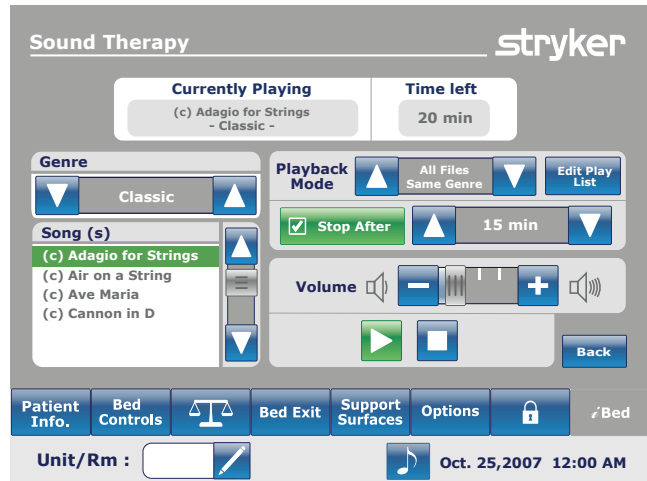 Sound Therapy
stryker
Currently Playing
(c) Adagio for Strings
- Classic -
Time left
20 min
Genre
Classic
Song (s)
(c) Adagio for Strings
(c) Air on a String
(c) Ave Maria
(c) Cannon in D
Playback
Mode
All Files
Same Genre
Edit Play
List
Stop After
15 min
Volume
Back
Patient
Info.
Bed
Controls
Bed Exit
Support
Surfaces
Options
iBed
Unit/Rm :
Oct. 25,2007 12:00 AM